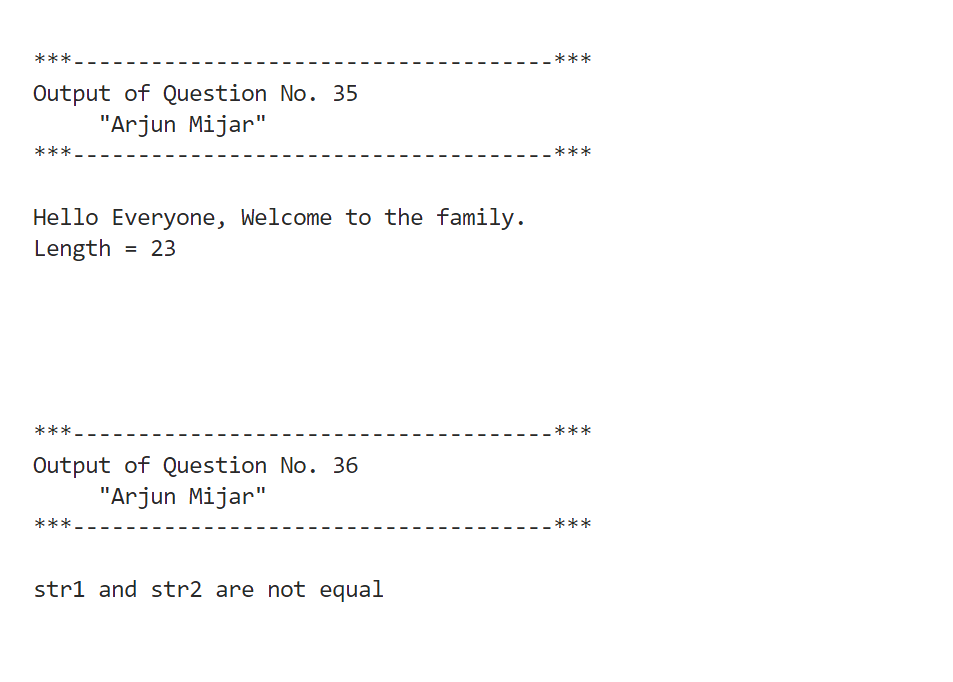 ***-------------------------------------***
Output of Question No. 35
"Arjun Mijar"
***-------------------------------------***
Hello Everyone, Welcome to the family.
Length = 23
***-------------------------------------***
Output of Question No. 36
"Arjun Mijar"
***-------------------------------------***
str1 and str2 are not equal